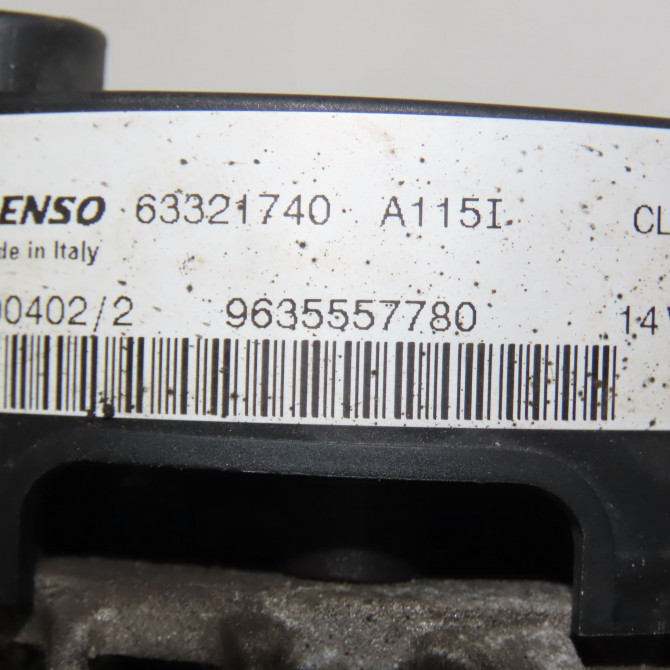 ENSO 63321740 A115I CL
de in Italy
00402/2 9635557780 14V